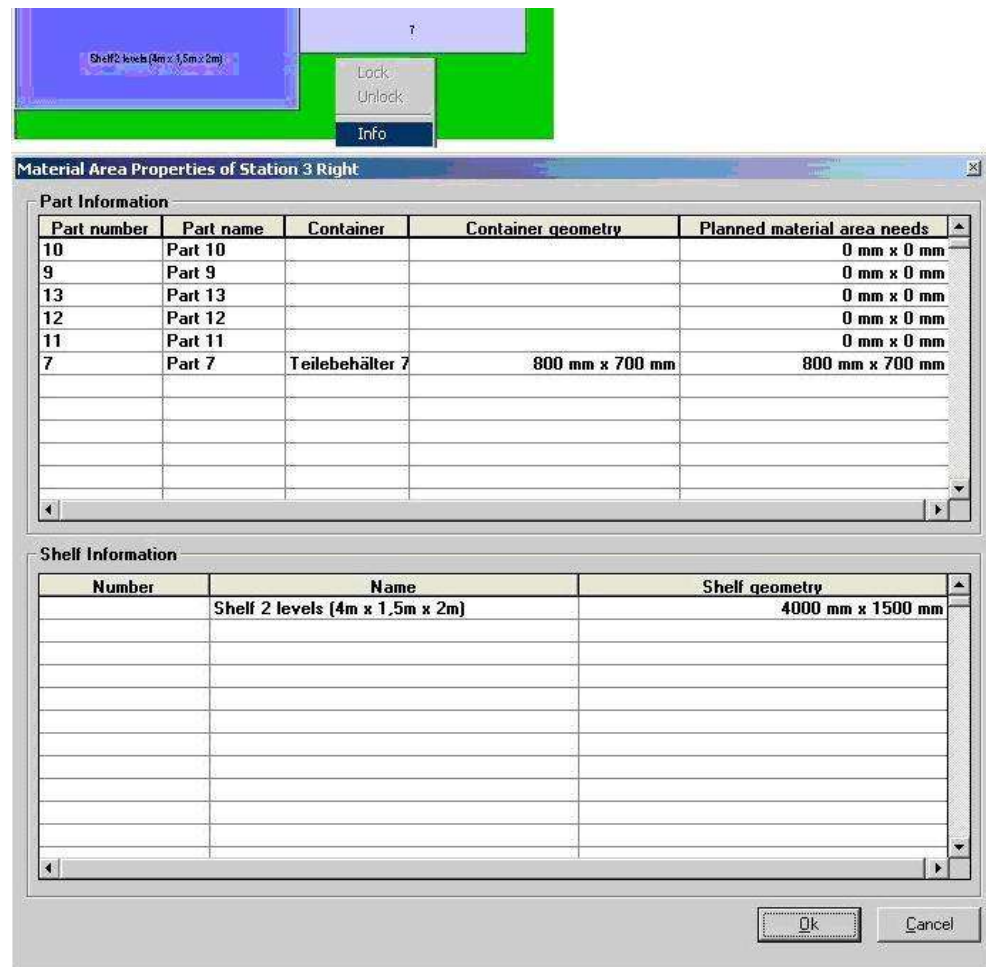 7
Shelf2 levels (4m x 1,5m x 2m)
Lock
Unlock
Info
Material Area Properties of Station 3 Right
Part Information
Part number Part name Container Container geometry Planned material area needs
10 Part 10 0 mm x 0 mm
9 Part 9 0 mm x 0 mm
13 Part 13 0 mm x 0 mm
12 Part 12 0 mm x 0 mm
11 Part 11 0 mm x 0 mm
7 Part 7 Teilebehälter 7 800 mm x 700 mm 800 mm x 700 mm
Shelf Information
Number Name Shelf geometry
Shelf 2 levels (4m x 1,5m x 2m) 4000 mm x 1500 mm
Ok Cancel